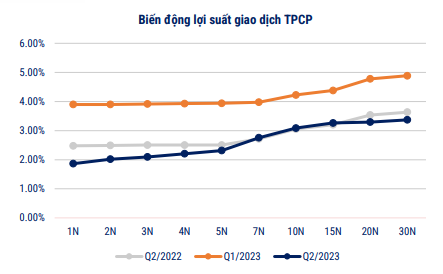 Biến động lợi suất giao dịch TPCP
6.00%
5.00%
4.00%
3.00%
2.00%
1.00%
0.00%
1N 2N 3N 4N 5N 7N 10N 15N 20N 30N
Q2/2022 Q1/2023 Q2/2023